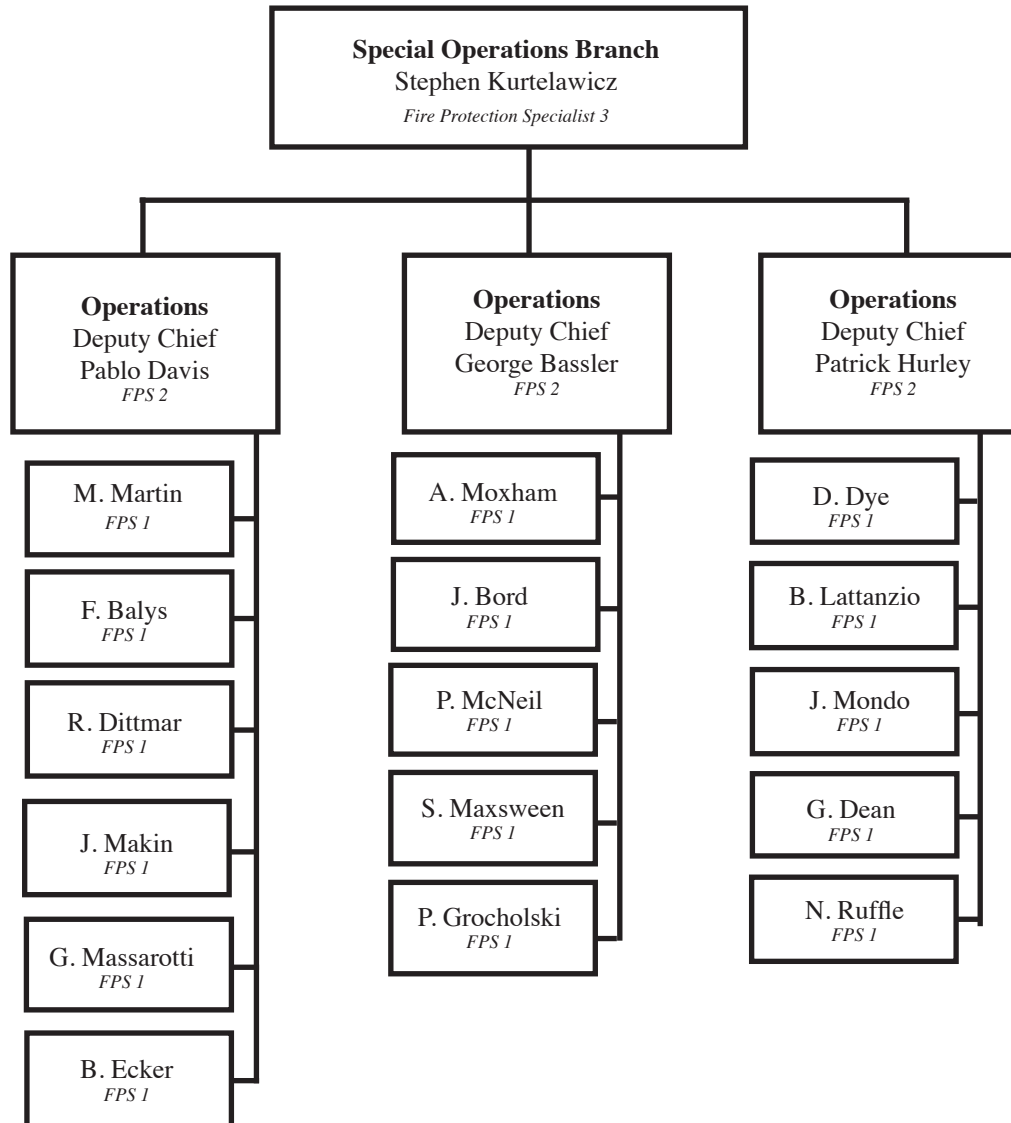 Special Operations Branch
Stephen Kurtelawicz
Fire Protection Specialist 3
Operations
Deputy Chief
Pablo Davis
FPS 2
M. Martin
FPS 1
F. Balys
FPS 1
R. Dittmar
FPS 1
J. Makin
FPS 1
G. Massarotti
FPS 1
B. Ecker
FPS 1
Operations
Deputy Chief
George Bassler
FPS 2
A. Moxham
FPS 1
J. Bord
FPS 1
P. McNeil
FPS 1
S. Maxsween
FPS 1
P. Grocholski
FPS 1
Operations
Deputy Chief
Patrick Hurley
FPS 2
D. Dye
FPS 1
B. Lattanzio
FPS 1
J. Mondo
FPS 1
G. Dean
FPS 1
N. Ruffle
FPS 1